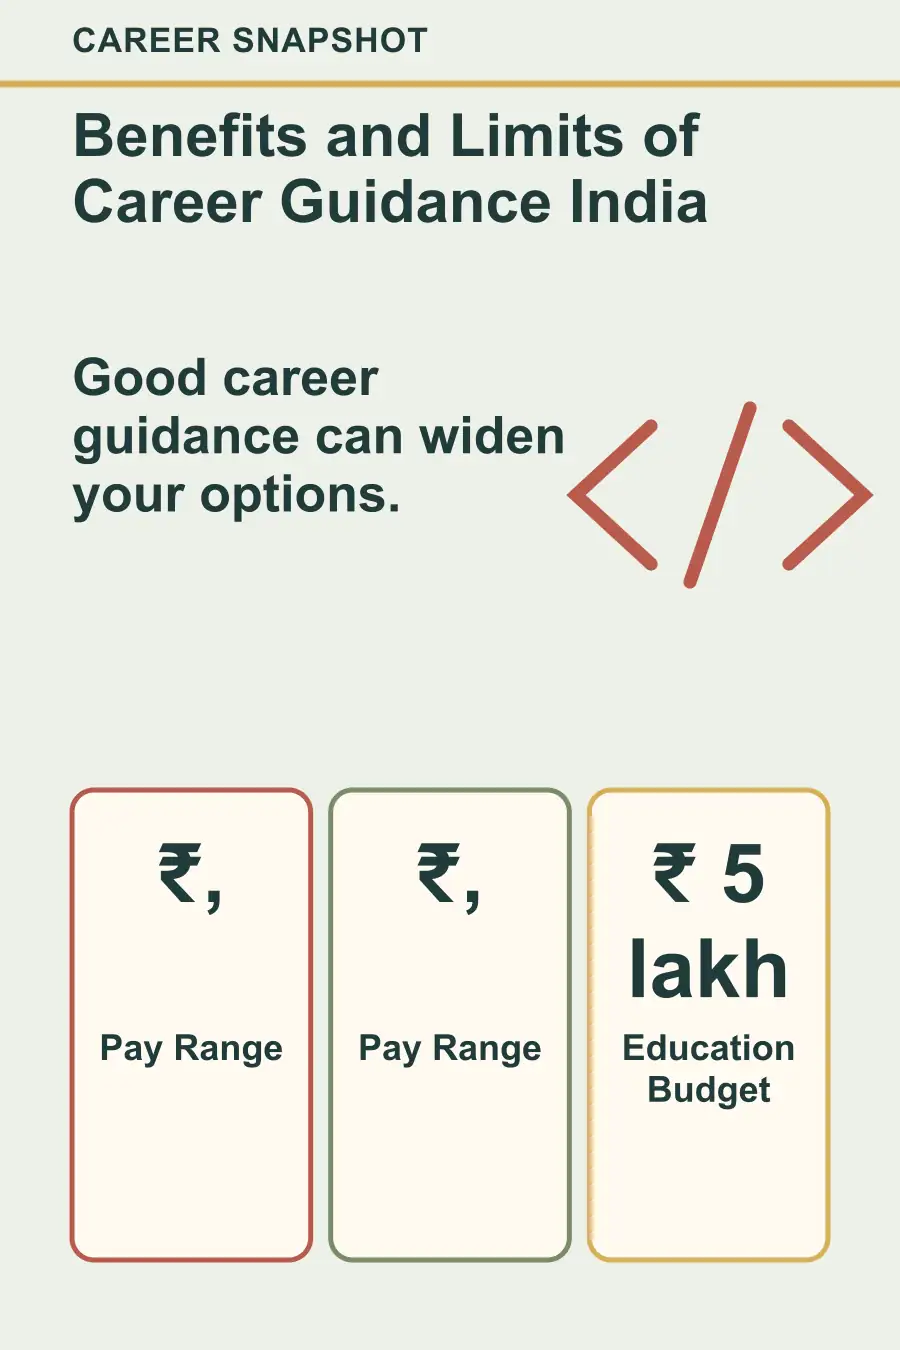 CAREER SNAPSHOT
Benefits and Limits of
Career Guidance India
Good career
guidance can widen
your options.
₹,
Pay Range
₹,
Pay Range
₹ 5
lakh
Education
Budget